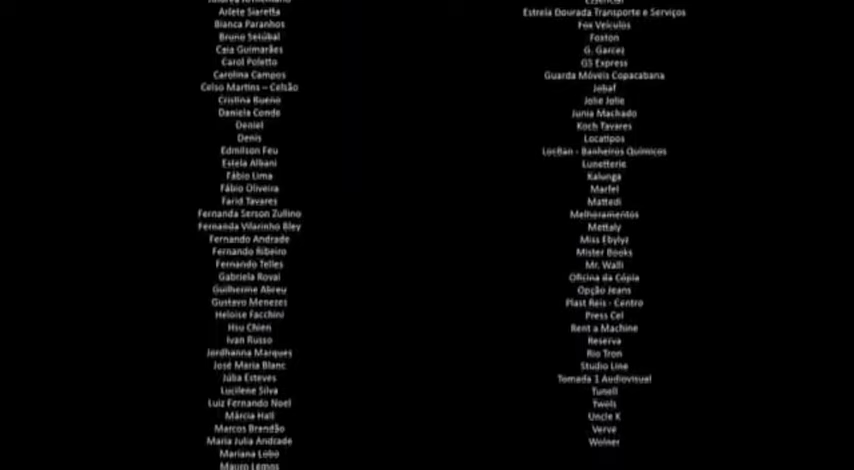 Arlete Siaretta
Bianca Paranhos
Bruno Setúbal
Caia Guimarães
Carol Poletto
Carolina Campos
Celso Martins – Celsão
Cristina Bueno
Daniela Conde
Deniel
Denis
Edmilson Feu
Estela Albani
Fábio Lima
Fábio Oliveira
Farid Tavares
Fernanda Serson Zullino
Fernanda Vilarinho Bley
Fernando Andrade
Fernando Ribeiro
Fernando Telles
Gabriela Roval
Guilherme Abreu
Gustavo Menezes
Heloise Facchini
Hsu Chien
Ivan Russo
Jordhanna Marques
José Maria Blanc
Júlia Esteves
Lucilene Silva
Luiz Fernando Noel
Márcia Hall
Marcos Brandão
Maria Julia Andrade
Mariana Lobo
Mauro Lemos
Essencial
Estrela Dourada Transporte e Serviços
Fox Veículos
Foxton
G. Garcez
GS Express
Guarda Móveis Copacabana
Jobaf
Jolie Jolie
Junia Machado
Koch Tavares
Locatipos
LocBan - Banheiros Químicos
Lunetterie
Kalunga
Marfel
Mattedi
Melhoramentos
Mettaly
Miss Ebylyz
Mister Books
Mr. Walli
Oficina da Cópia
Opção Jeans
Plast Reis - Centro
Press Cel
Rent a Machine
Reserva
Rio Tron
Studio Line
Tomada 1 Audiovisual
Tunell
Twels
Uncle K
Verve
Wolner